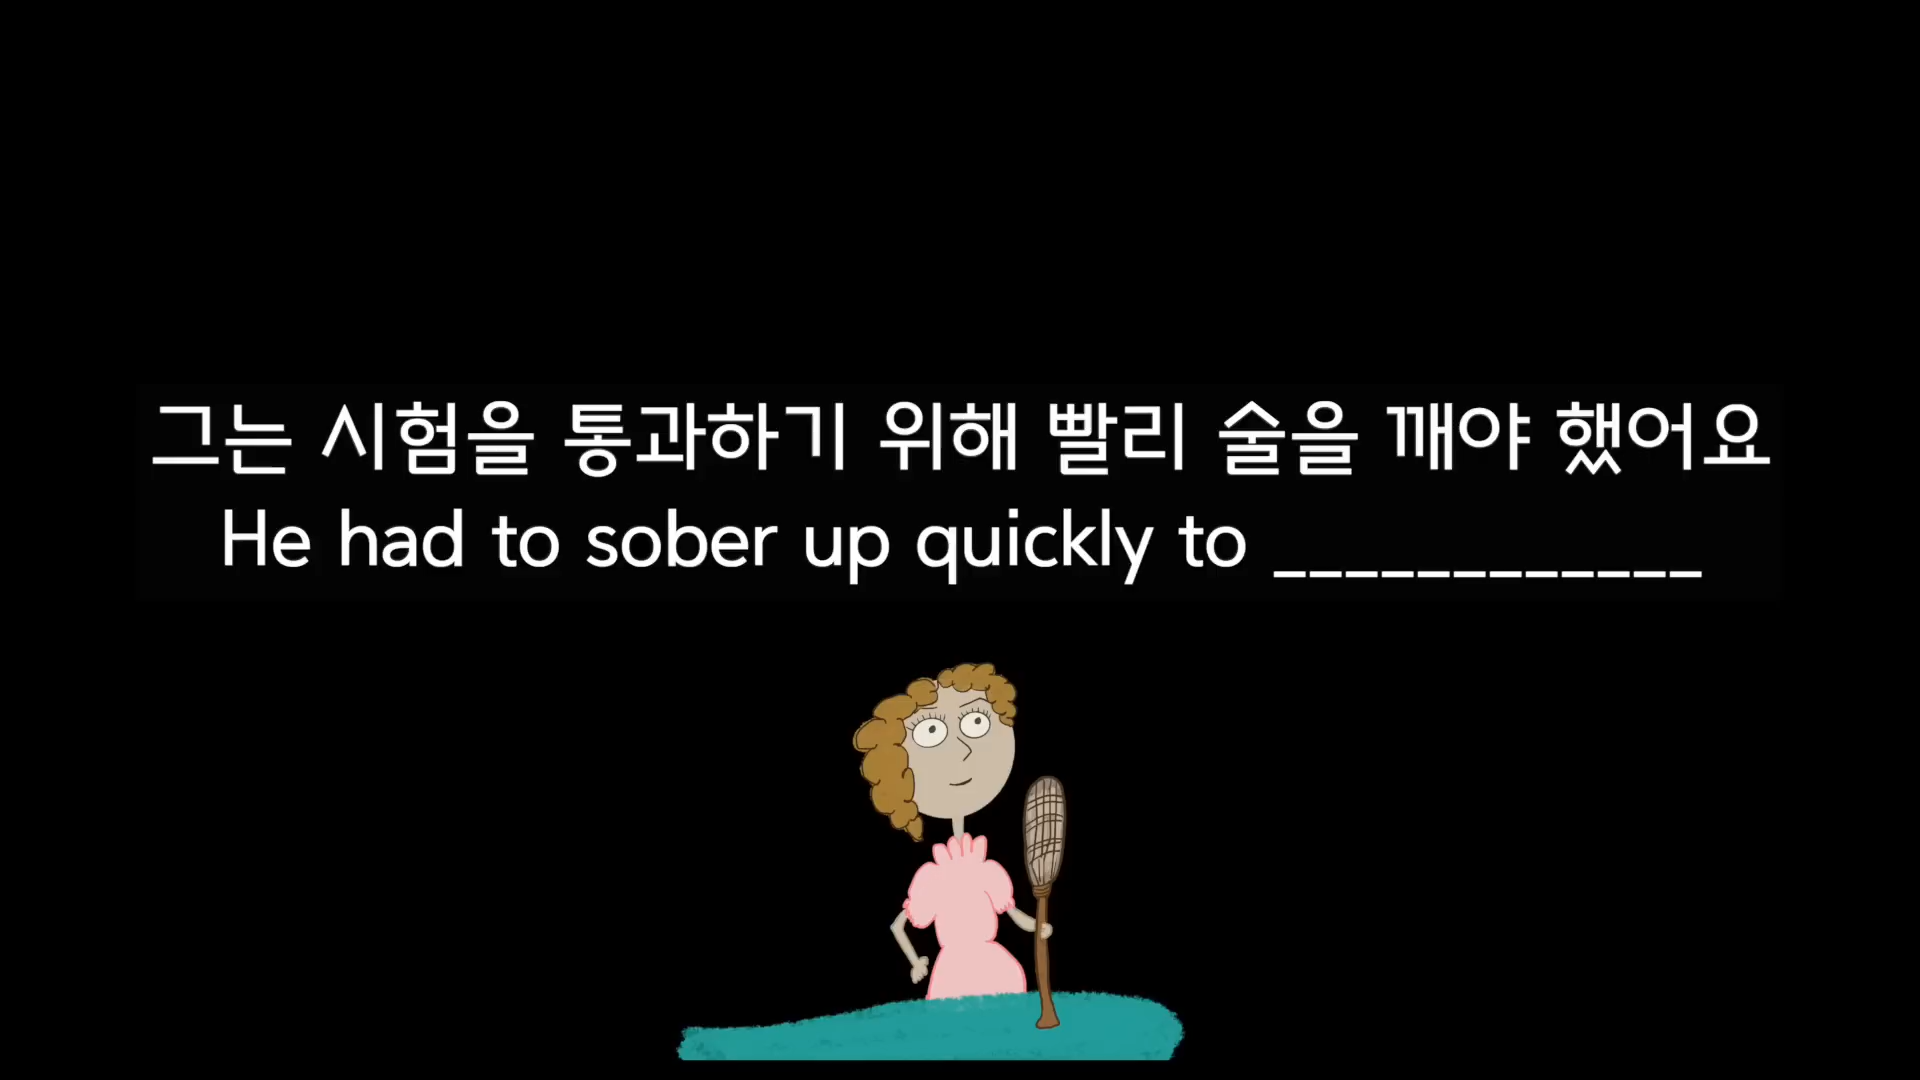 그는 시험을 통과하기 위해 빨리 술을 깨야 했어요
He had to sober up quickly to ____________